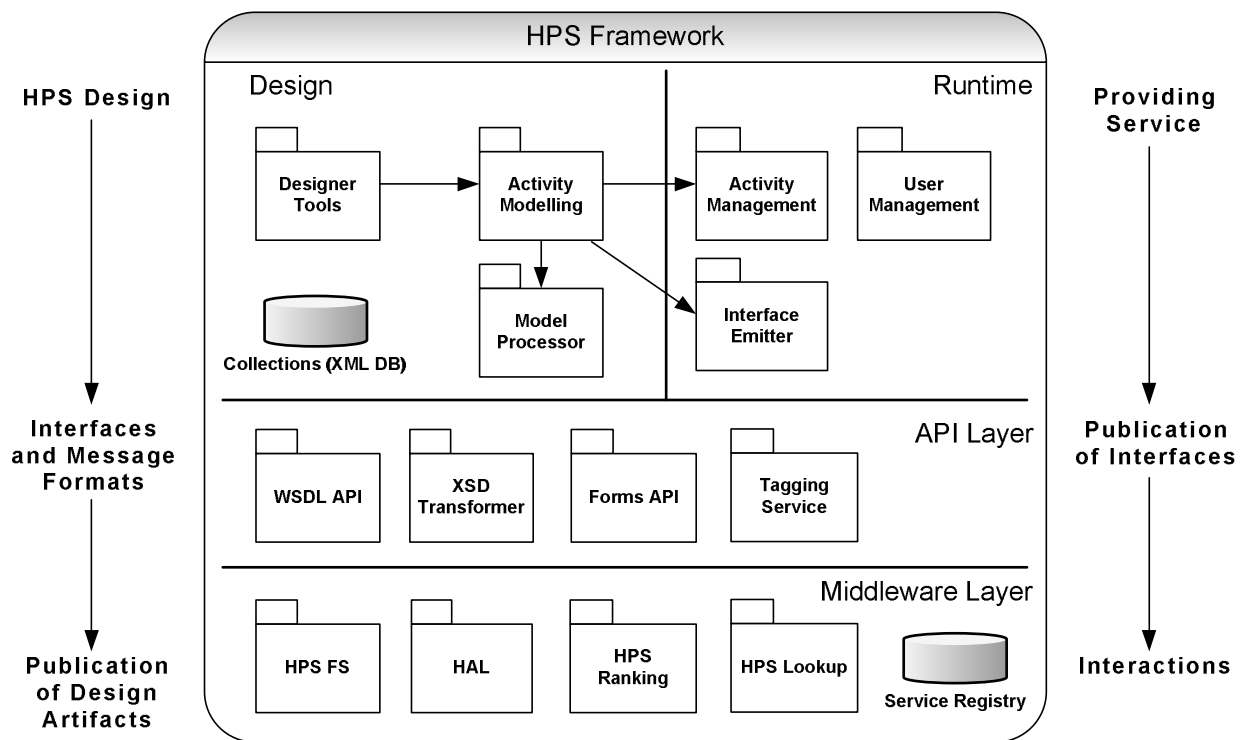 HPS Framework
HPS Design
Design
Runtime
Providing
Service
Designer
Tools
Activity
Modelling
Activity
Management
User
Management
Model
Processor
Interface
Emitter
Collections (XML DB)
Interfaces
and Message
Formats
API Layer
Publication
of Interfaces
WSDL API
XSD
Transformer
Forms API
Tagging
Service
Middleware Layer
Publication
of Design
Artifacts
HPS FS
HAL
HPS
Ranking
HPS Lookup
Service Registry
Interactions